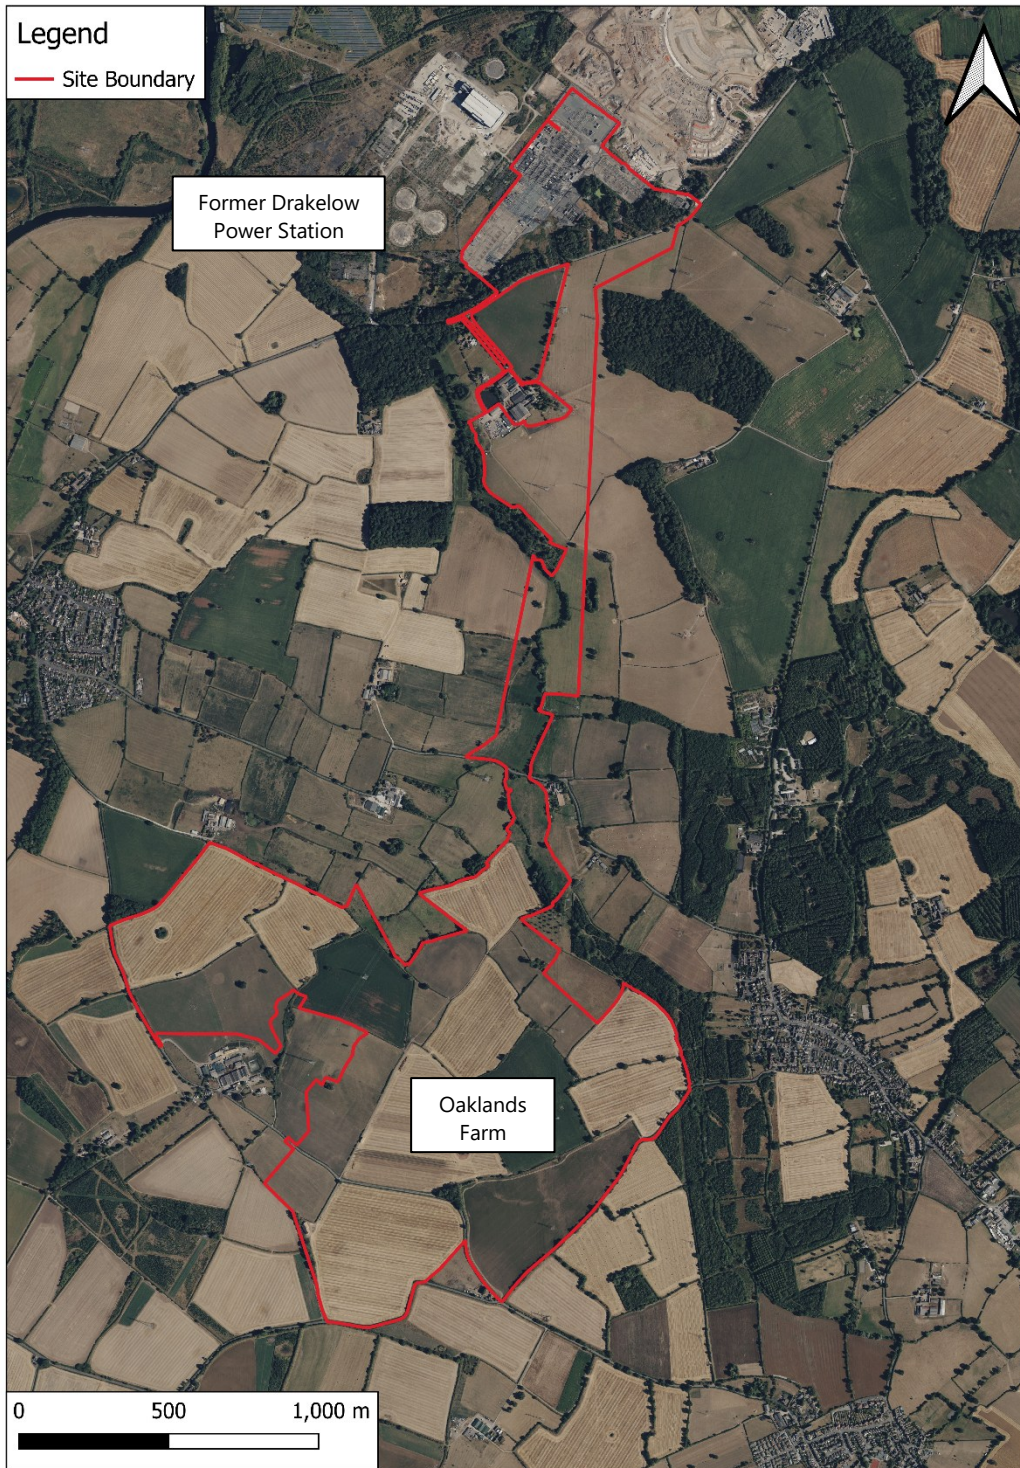 Legend
Site Boundary
Former Drakelow
Power Station
Oaklands
Farm
0 500 1,000 m